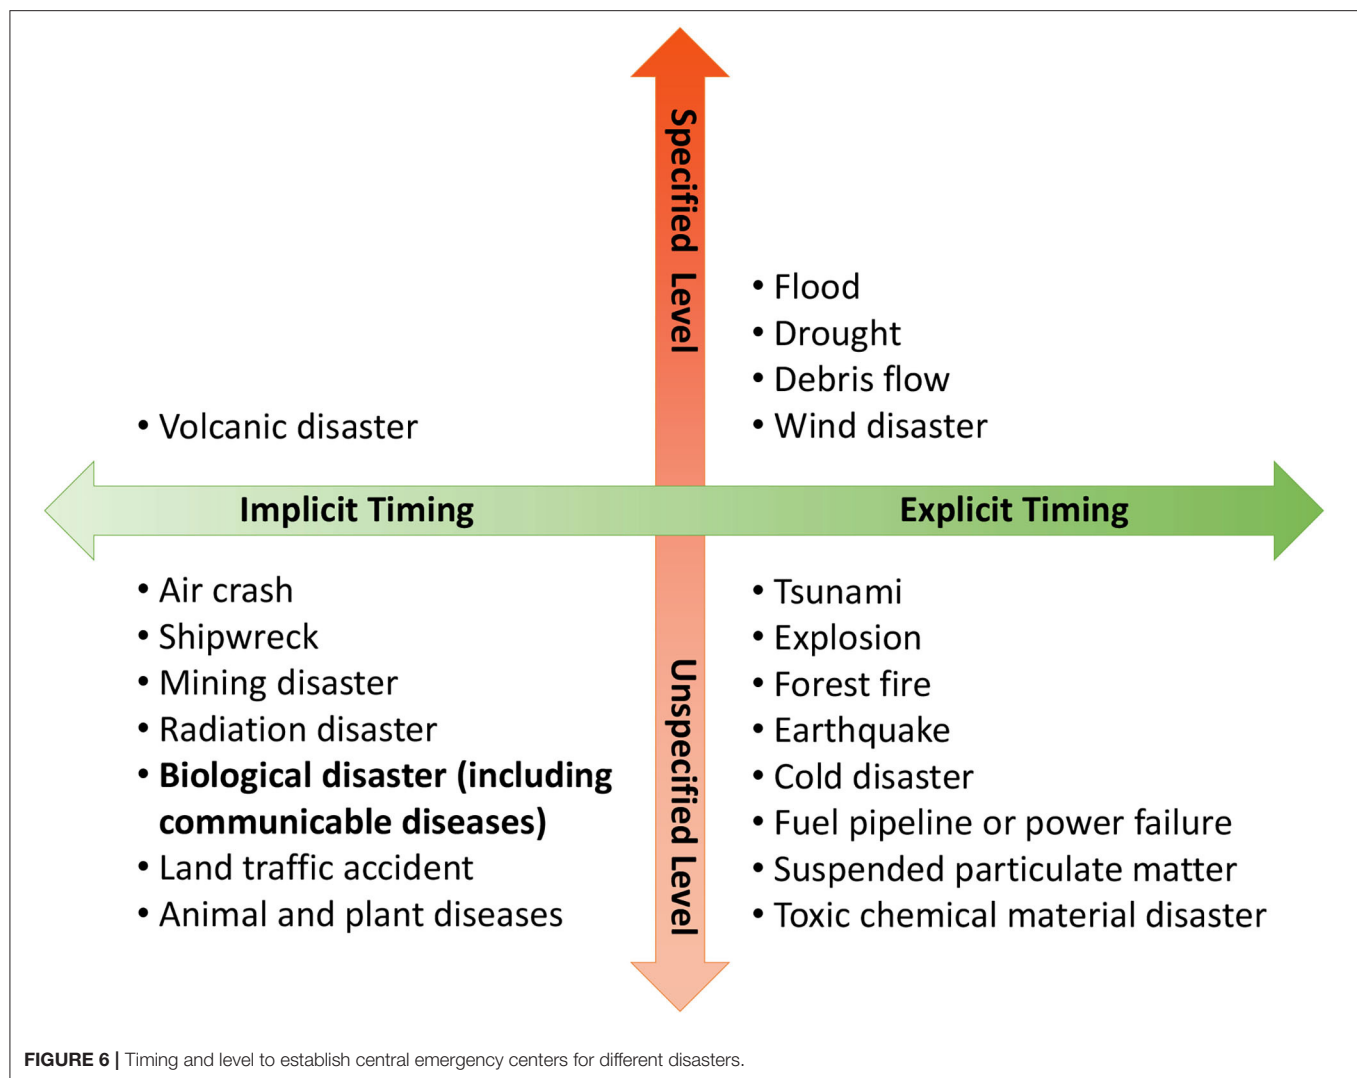 Specified Level
• Flood
• Drought
• Debris flow
• Volcanic disaster
• Wind disaster
Implicit Timing
Explicit Timing
• Air crash
• Shipwreck
• Mining disaster
• Radiation disaster
• Biological disaster (including
communicable diseases)
• Land traffic accident
• Animal and plant diseases
Unspecified Level
• Tsunami
• Explosion
• Forest fire
• Earthquake
• Cold disaster
• Fuel pipeline or power failure
• Suspended particulate matter
• Toxic chemical material disaster
FIGURE 6 | Timing and level to establish central emergency centers for different disasters.